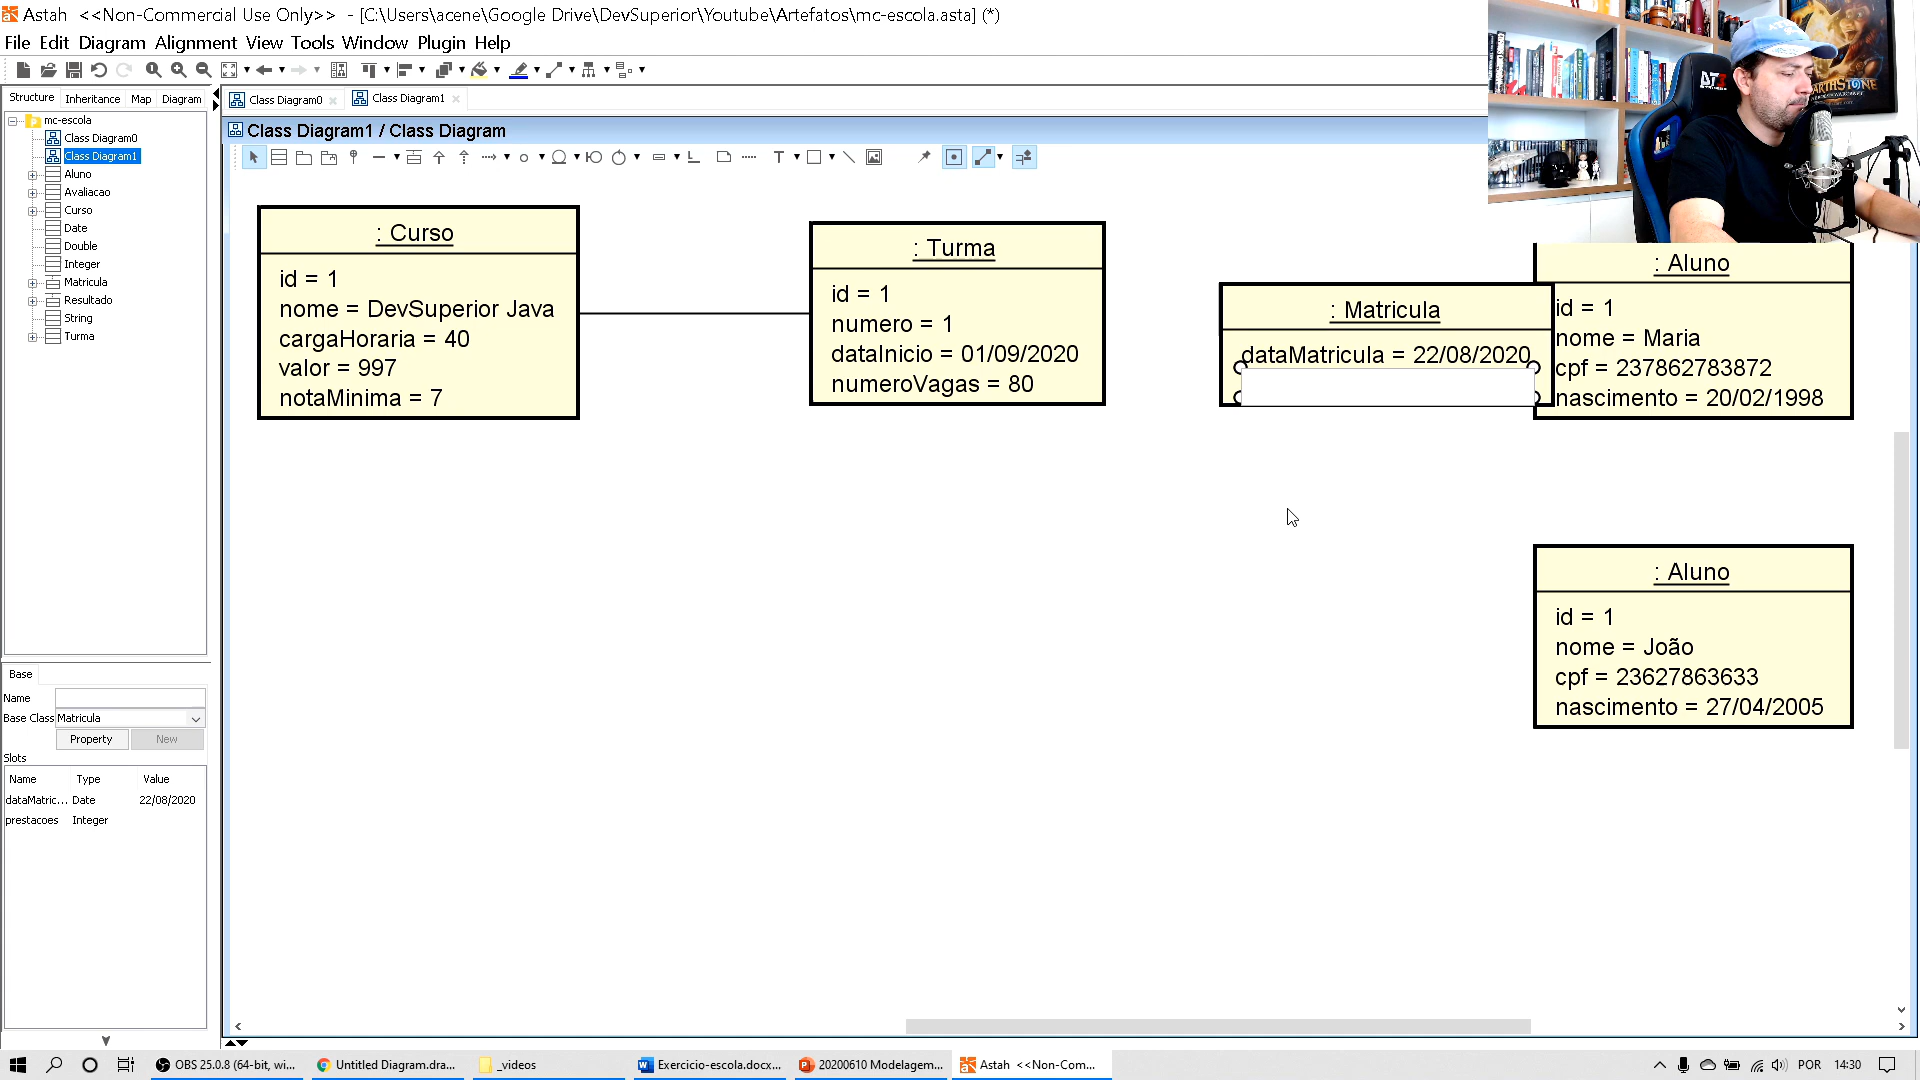 Astah <<Non-Commercial Use Only>> - [C:\Users\acene\Google Drive\DevSuperior\Youtube\Artefatos\mc-escola.asta] (*)
File Edit Diagram Alignment View Tools Window Plugin Help
Structure Inheritance Map Diagram
Class Diagram0 Class Diagram1
mc-escola
Class Diagram0
Class Diagram1
Aluno
Avaliacao
Curso
Date
Double
Integer
Matricula
Resultado
String
Turma
Class Diagram1 / Class Diagram
: Curso
id = 1
nome = DevSuperior Java
cargaHoraria = 40
valor = 997
notaMinima = 7
: Turma
id = 1
numero = 1
dataInicio = 01/09/2020
numeroVagas = 80
: Matricula
dataMatricula = 22/08/2020
: Aluno
id = 1
nome = Maria
cpf = 237862783872
nascimento = 20/02/1998
: Aluno
id = 1
nome = João
cpf = 23627863633
nascimento = 27/04/2005
Base
Name
Base Class Matricula
Property New
Slots
Name Type Value
dataMatric... Date 22/08/2020
prestacoes Integer
OBS 25.0.8 (64-bit, wi... Untitled Diagram.dra... _videos Exercicio-escola.docx... 20200610 Modelagem... Astah <<Non-Com... POR 14:30